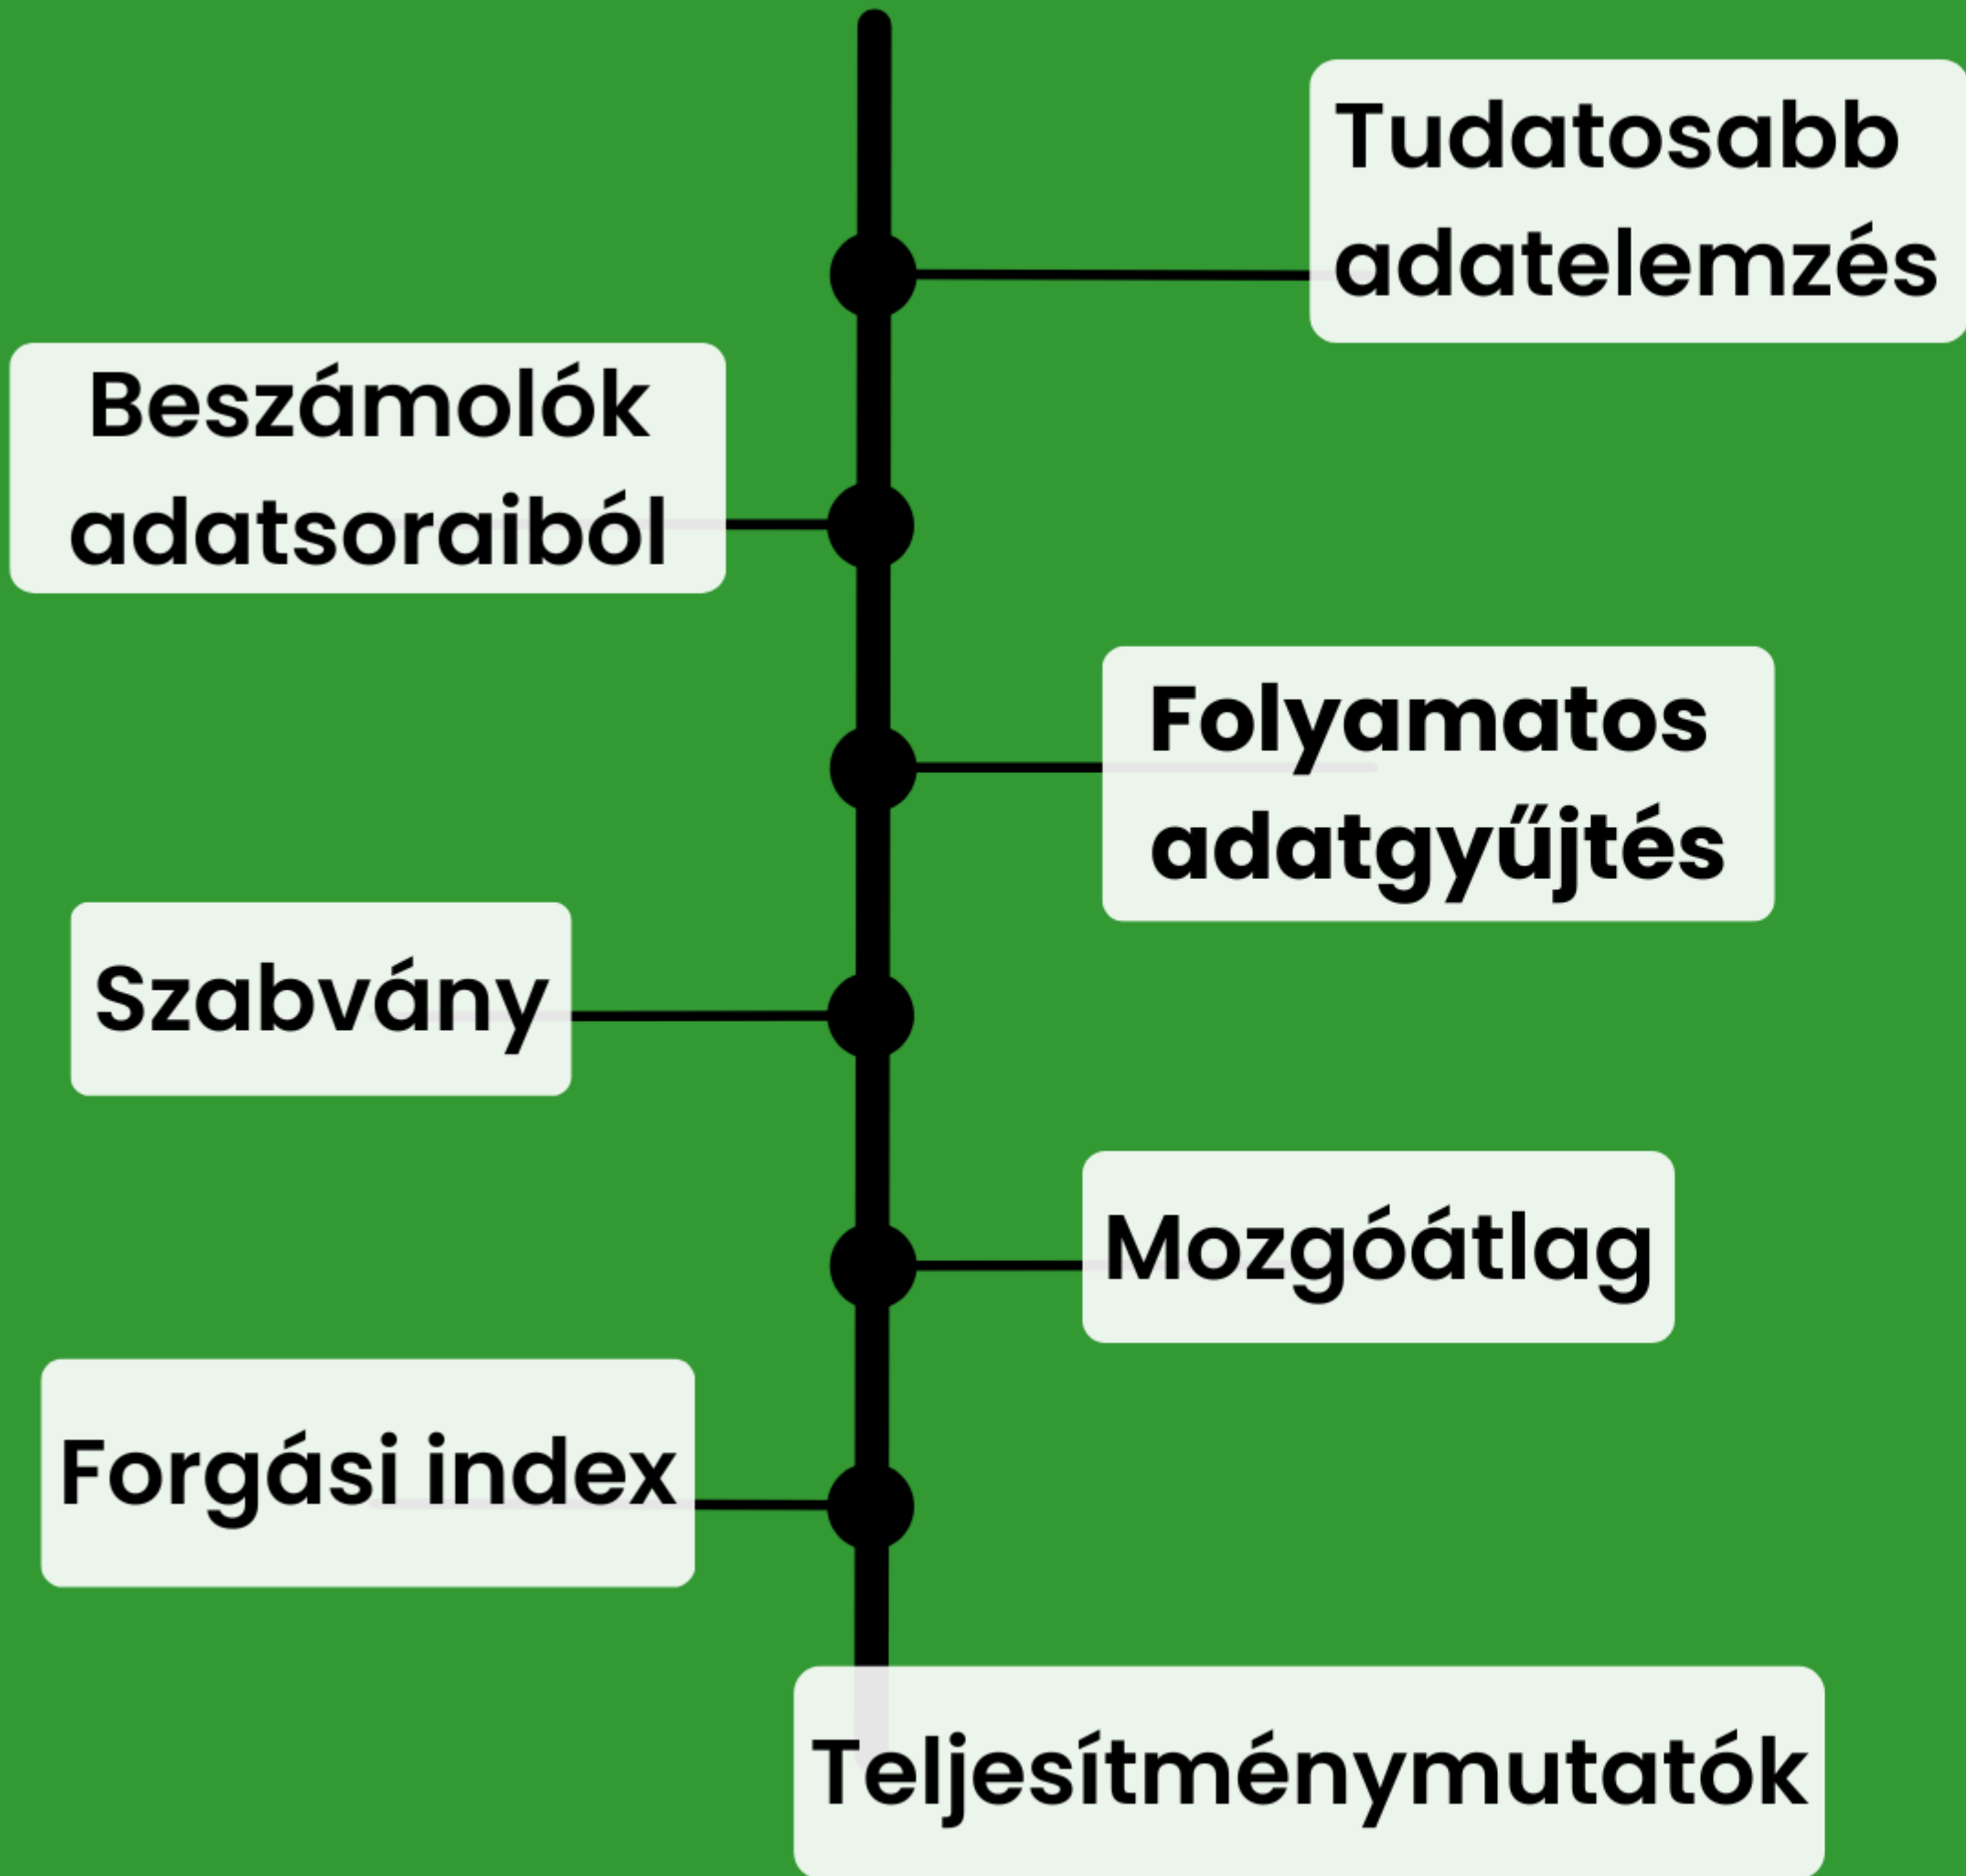 Tudatosabb
adatelemzés
Beszámolók
adatsoraiból
Folyamatos
adatgyűjtés
Szabvány
Mozgóátlag
Forgási index
Teljesítménymutatók